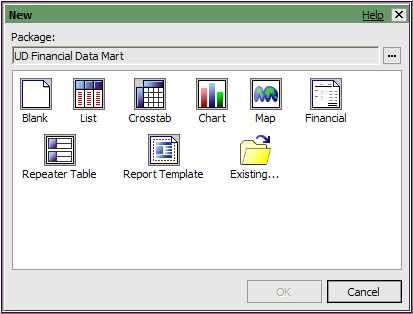 New Help
Package:
UD Financial Data Mart ...
Blank List Crosstab Chart Map Financial
Repeater Table Report Template Existing...
OK Cancel